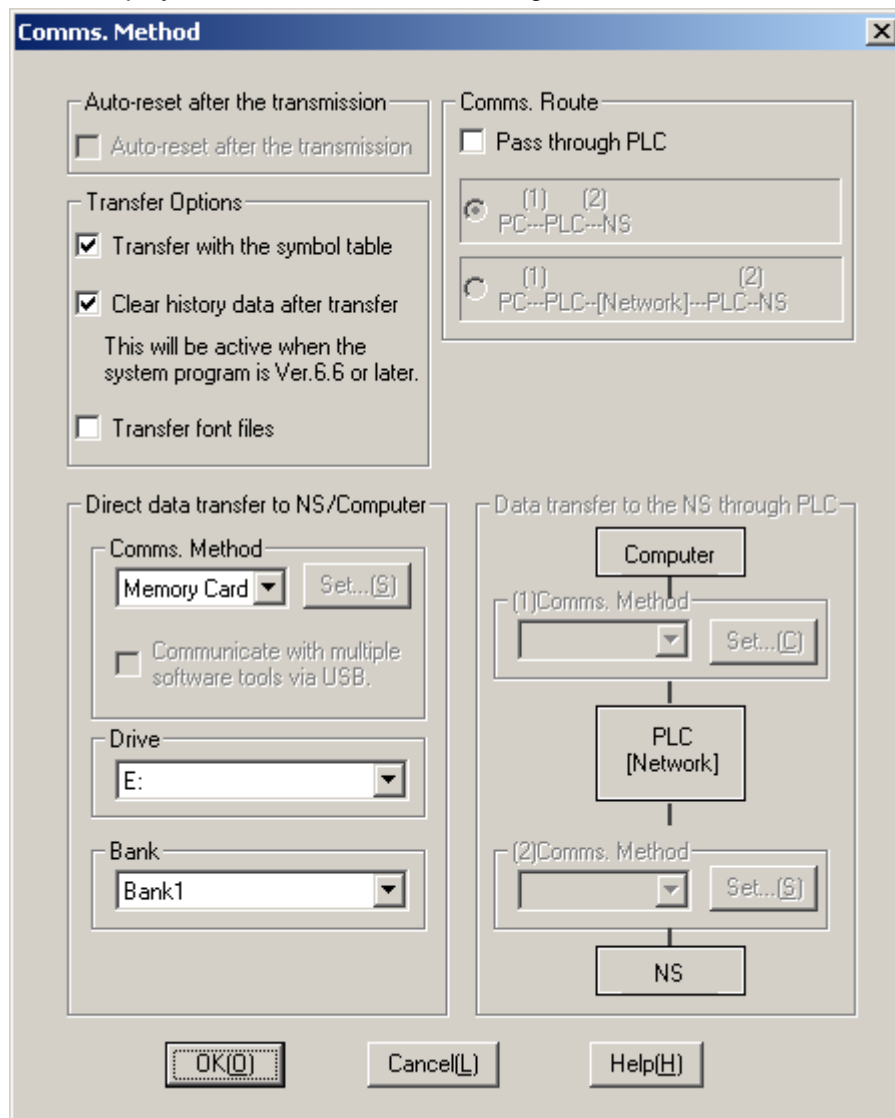 Comms. Method
Auto-reset after the transmission
Auto-reset after the transmission
Comms. Route
Pass through PLC
(1) (2)
PC---PLC---NS
(1) (2)
PC---PLC--[Network]---PLC--NS
Transfer Options
Transfer with the symbol table
Clear history data after transfer
This will be active when the
system program is Ver.6.6 or later.
Transfer font files
Direct data transfer to NS/Computer
Comms. Method
Memory Card
Set...(S)
Communicate with multiple
software tools via USB.
Drive
E:
Bank
Bank1
Data transfer to the NS through PLC
Computer
(1)Comms. Method
Set...(C)
PLC
[Network]
(2)Comms. Method
Set...(S)
NS
OK(O)
Cancel(L)
Help(H)